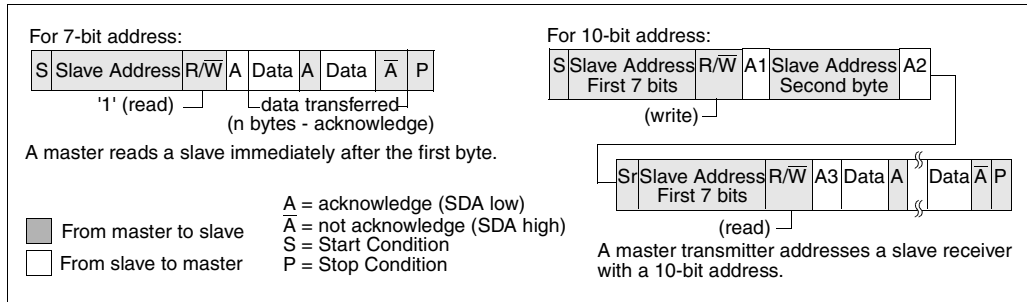 For 7-bit address:
S Slave Address R/W̅ A Data A Data A̅ P
'1' (read)
data transferred
(n bytes - acknowledge)
A master reads a slave immediately after the first byte.
From master to slave
From slave to master
A = acknowledge (SDA low)
A̅ = not acknowledge (SDA high)
S = Start Condition
P = Stop Condition
For 10-bit address:
S Slave Address First 7 bits R/W̅ A1 Slave Address Second byte A2
(write)
Sr Slave Address First 7 bits R/W̅ A3 Data A Data A̅ P
(read)
A master transmitter addresses a slave receiver
with a 10-bit address.